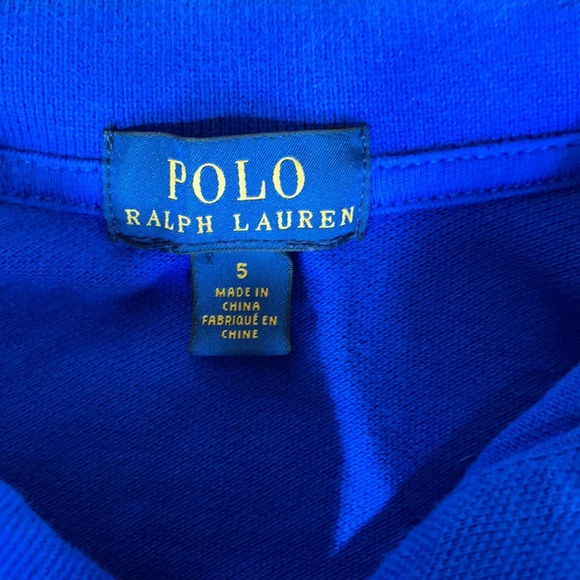 POLO
RALPH LAUREN
5
MADE IN
CHINA
FABRIQUÉ EN
CHINE